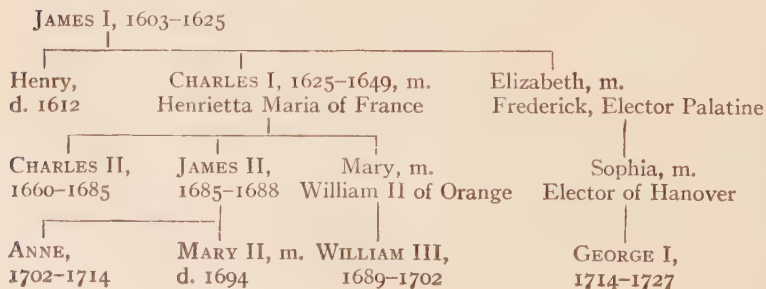 JAMES I, 1603–1625
Henry, CHARLES I, 1625–1649, m. Elizabeth, m.
d. 1612 Henrietta Maria of France Frederick, Elector Palatine
CHARLES II, JAMES II, Mary, m. Sophia, m.
1660–1685 1685–1688 William II of Orange Elector of Hanover
ANNE, MARY II, m. WILLIAM III, GEORGE I,
1702–1714 d. 1694 1689–1702 1714–1727